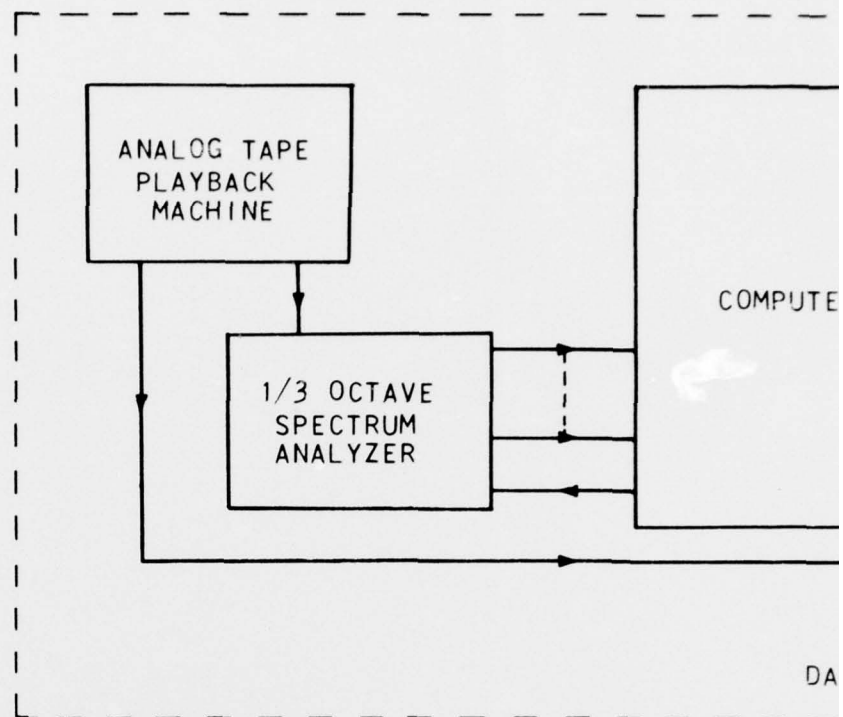 ANALOG TAPE
PLAYBACK
MACHINE
COMPUTE
1/3 OCTAVE
SPECTRUM
ANALYZER
DA